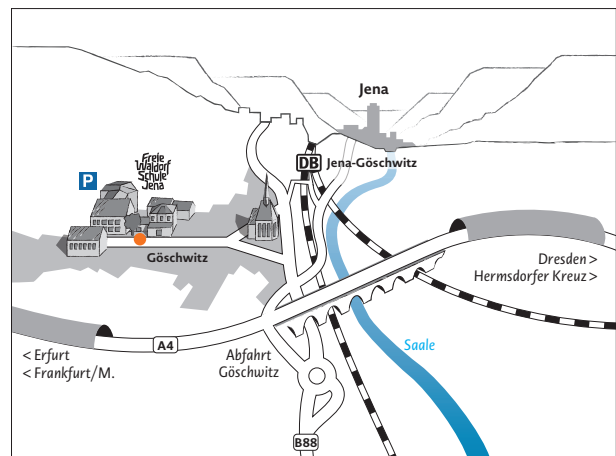 Jena
DB Jena-Göschwitz
Freie
Waldorf
Schule
Jena
P
Göschwitz
Dresden >
Hermsdorfer Kreuz >
A4
< Erfurt
< Frankfurt/M.
Abfahrt
Göschwitz
Saale
B88